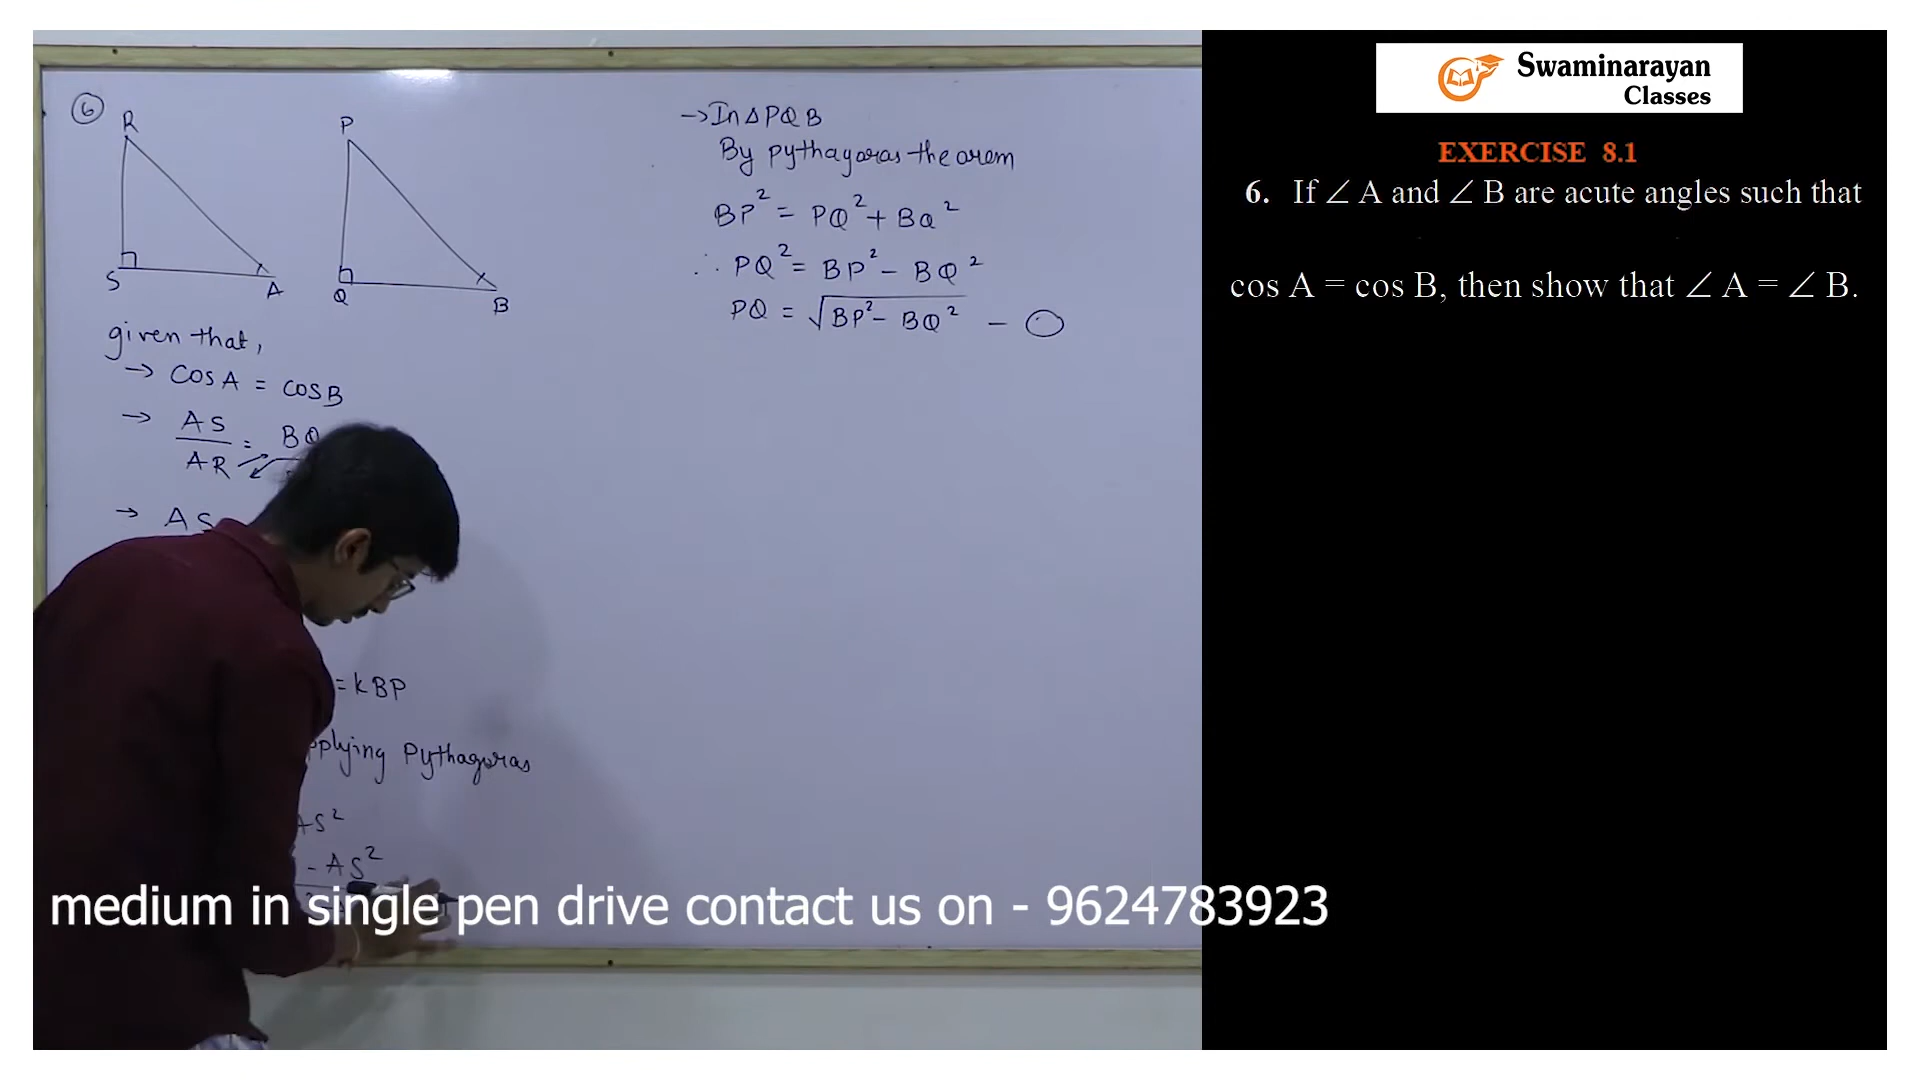 6
R
S
A
P
Q
B
given that,
→ COS A = COS B
→ AS/AR = BQ
→ AS
= KBP
pplying Pythagoras
AS²
- AS²
→ In △ PQB
By pythagoras theorem
BP² = PQ² + BQ²
∴ PQ² = BP² - BQ²
PQ = √BP² - BQ² - ○
Swaminarayan
Classes
EXERCISE 8.1
6. If ∠ A and ∠ B are acute angles such that
cos A = cos B, then show that ∠ A = ∠ B.
medium in single pen drive contact us on - 9624783923